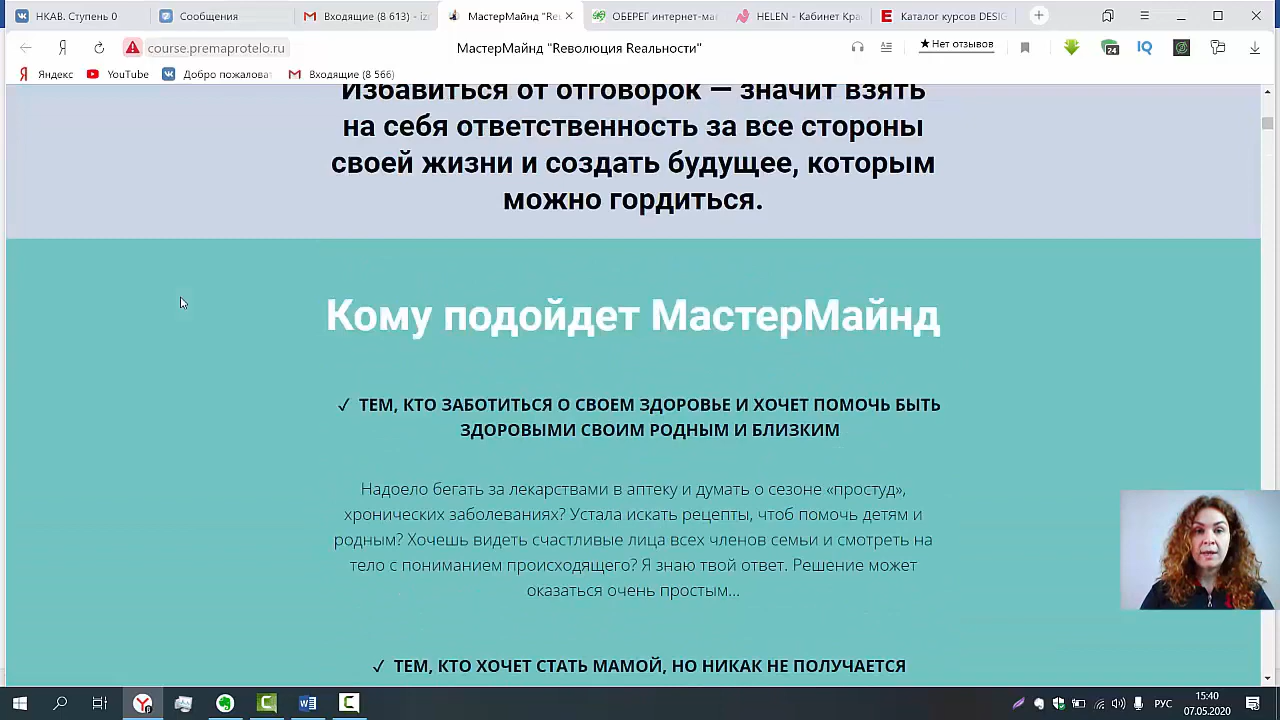 НКАВ. Ступень 0
Сообщения
Входящие (8 613) - iz
МастерМайнд "Rев
ОБЕРЕГ интернет-ма
HELEN - Кабинет Кра
Каталог курсов DESIG
course.premaprotelo.ru
МастерМайнд "Rеволюция Rеальности"
★Нет отзывов
24
IQ
Яндекс
YouTube
Добро пожаловат
Входящие (8 566)
Избавиться от отговорок — значит взять
на себя ответственность за все стороны
своей жизни и создать будущее, которым
можно гордиться.
Кому подойдет МастерМайнд
✓ ТЕМ, КТО ЗАБОТИТЬСЯ О СВОЕМ ЗДОРОВЬЕ И ХОЧЕТ ПОМОЧЬ БЫТЬ
ЗДОРОВЫМИ СВОИМ РОДНЫМ И БЛИЗКИМ
Надоело бегать за лекарствами в аптеку и думать о сезоне «простуд»,
хронических заболеваниях? Устала искать рецепты, чтоб помочь детям и
родным? Хочешь видеть счастливые лица всех членов семьи и смотреть на
тело с пониманием происходящего? Я знаю твой ответ. Решение может
оказаться очень простым...
✓ ТЕМ, КТО ХОЧЕТ СТАТЬ МАМОЙ, НО НИКАК НЕ ПОЛУЧАЕТСЯ
РУС
15:40
07.05.2020